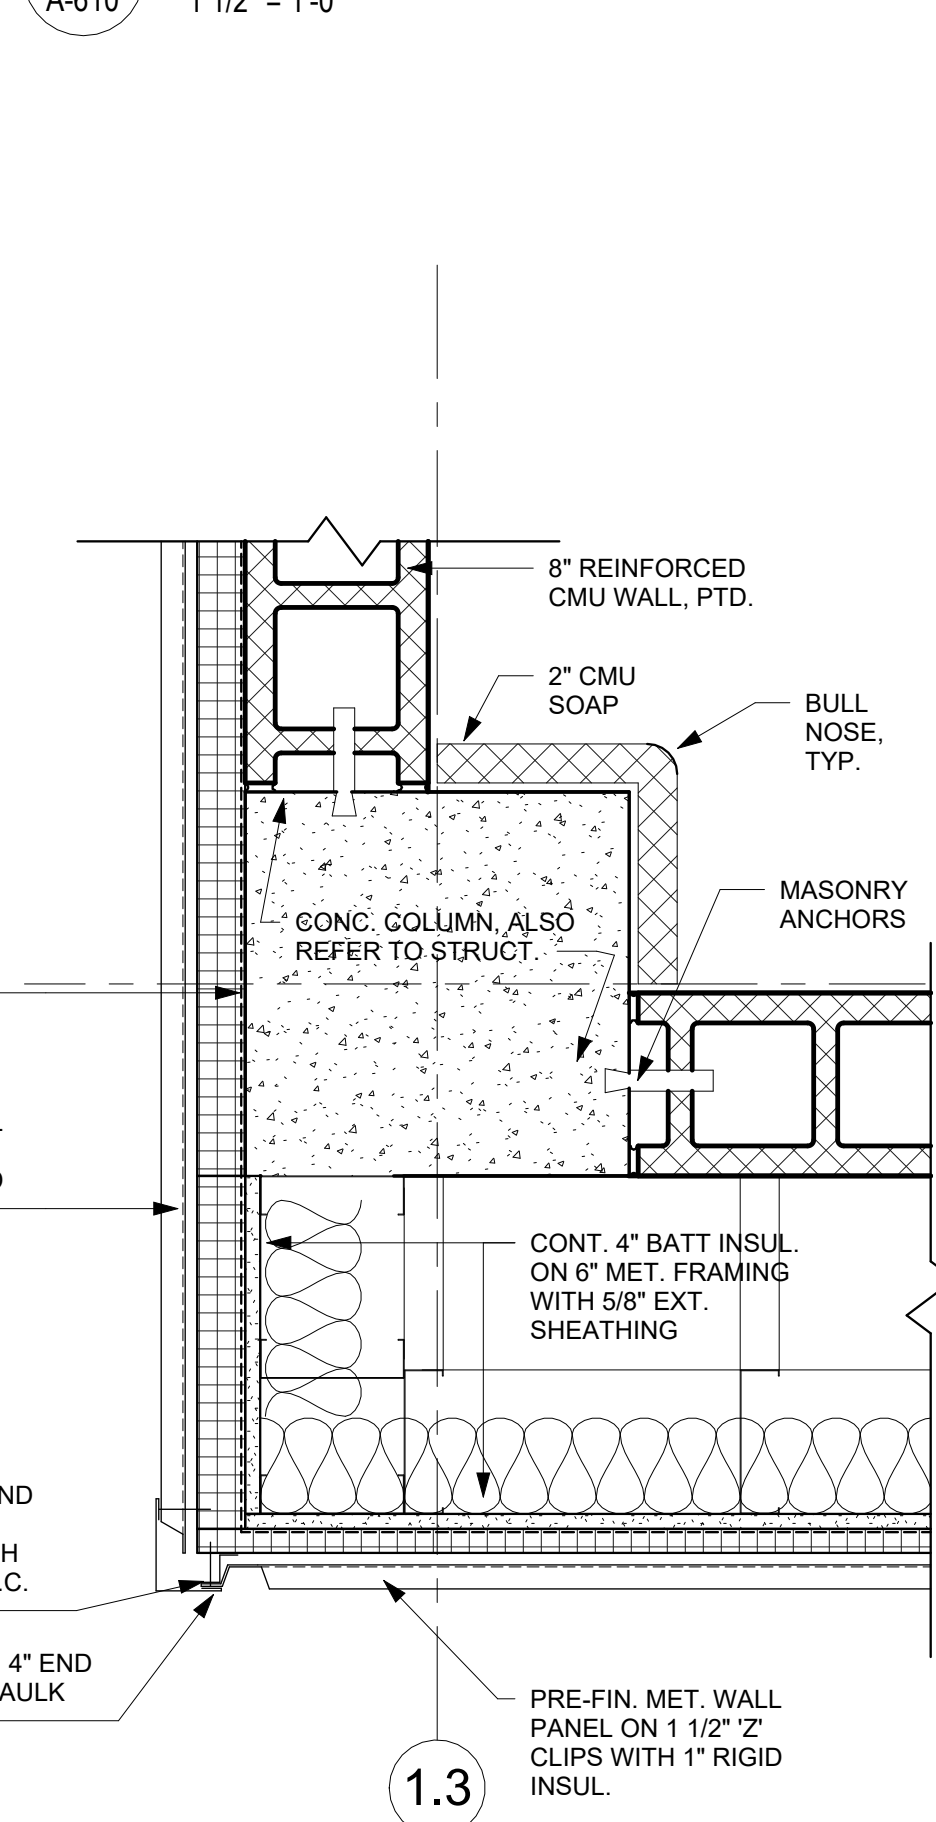 A-610
1 1/2" = 1'-0"
8" REINFORCED
CMU WALL, PTD.
2" CMU
SOAP
BULL
NOSE,
TYP.
MASONRY
ANCHORS
CONC. COLUMN, ALSO
REFER TO STRUCT.
CONT. 4" BATT INSUL.
ON 6" MET. FRAMING
WITH 5/8" EXT.
SHEATHING
4" END
PRE-FIN. MET. WALL
PANEL ON 1 1/2" 'Z'
CLIPS WITH 1" RIGID
INSUL.
1.3